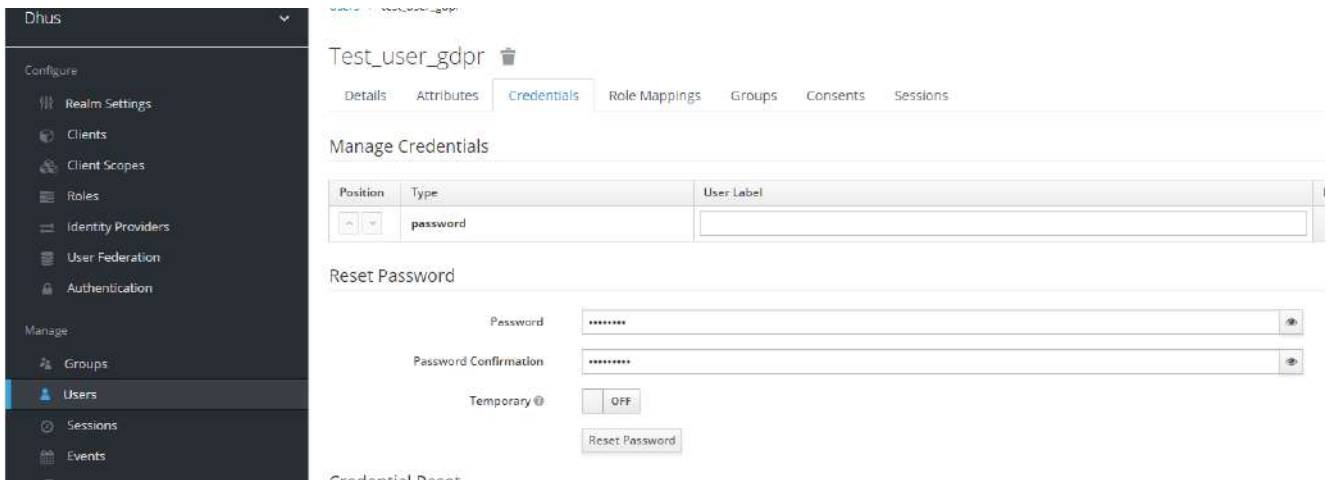 Dhus
Test_user_gdpr
Configure
Realm Settings
Clients
Client Scopes
Roles
Identity Providers
User Federation
Authentication
Manage
Groups
Users
Sessions
Events
Details Attributes Credentials Role Mappings Groups Consents Sessions
Manage Credentials
Position Type User Label
password
Reset Password
Password ••••••••
Password Confirmation •••••••••
Temporary OFF
Reset Password
Credential Reset